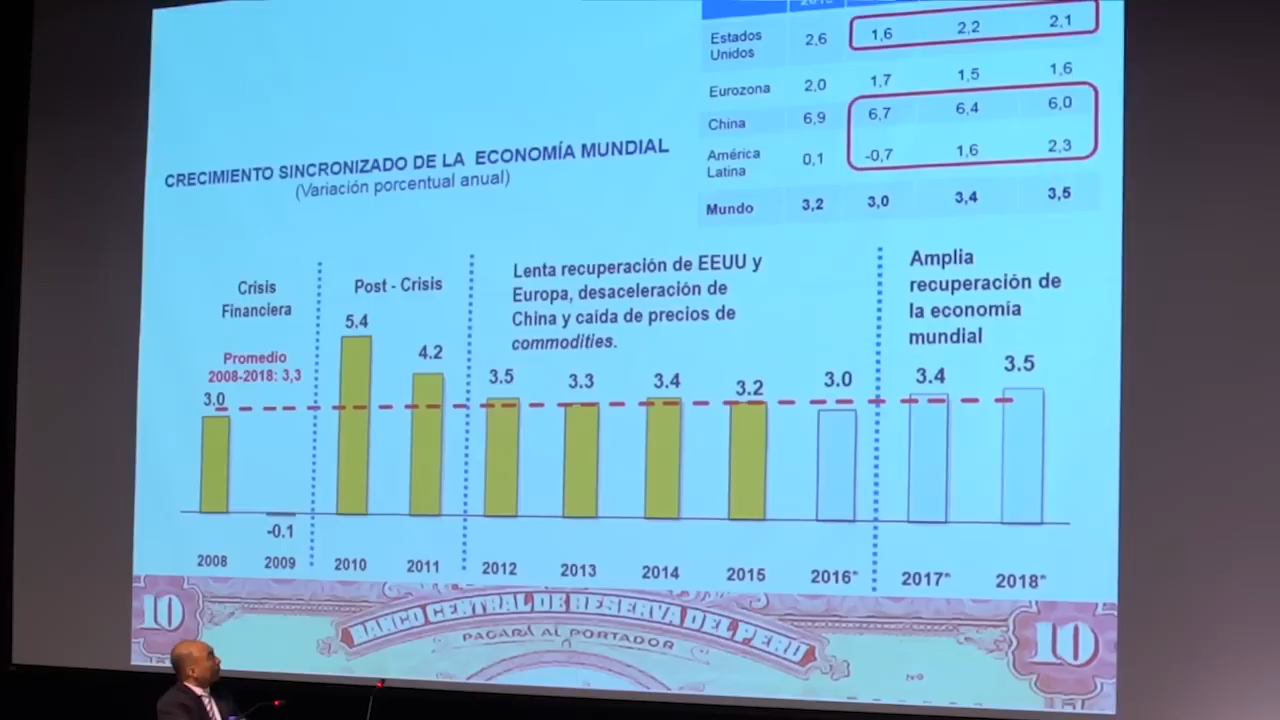 Estados
Unidos
2,6 1,6 2,2 2,1
Eurozona 2,0 1,7 1,5 1,6
China 6,9 6,7 6,4 6,0
América
Latina
0,1 -0,7 1,6 2,3
Mundo 3,2 3,0 3,4 3,5
CRECIMIENTO SINCRONIZADO DE LA ECONOMÍA MUNDIAL
(Variación porcentual anual)
Crisis
Financiera
Post - Crisis
Lenta recuperación de EEUU y
Europa, desaceleración de
China y caída de precios de
commodities.
Amplia
recuperación de
la economía
mundial
Promedio
2008-2018: 3,3
3.0 -0.1 5.4 4.2 3.5 3.3 3.4 3.2 3.0 3.4 3.5
2008 2009 2010 2011 2012 2013 2014 2015 2016* 2017* 2018*
10 BANCO CENTRAL DE RESERVA DEL PERU 10
PAGARÁ AL PORTADOR
Nº